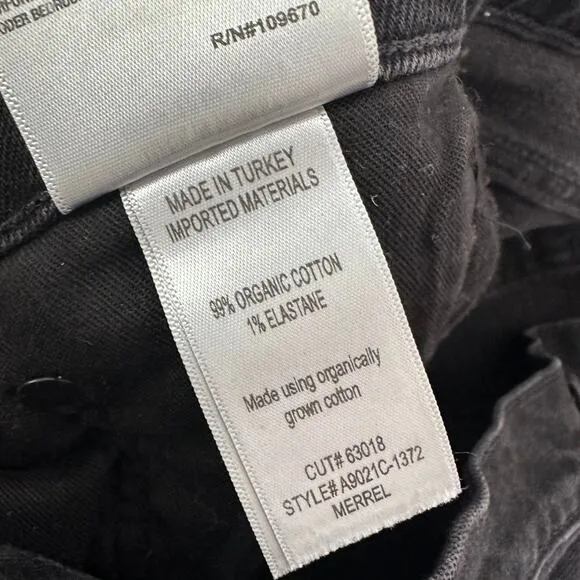 R/N#109670
MADE IN TURKEY
IMPORTED MATERIALS
99% ORGANIC COTTON
1% ELASTANE
Made using organically
grown cotton
CUT# 63018
STYLE# A9021C-1372
MERREL